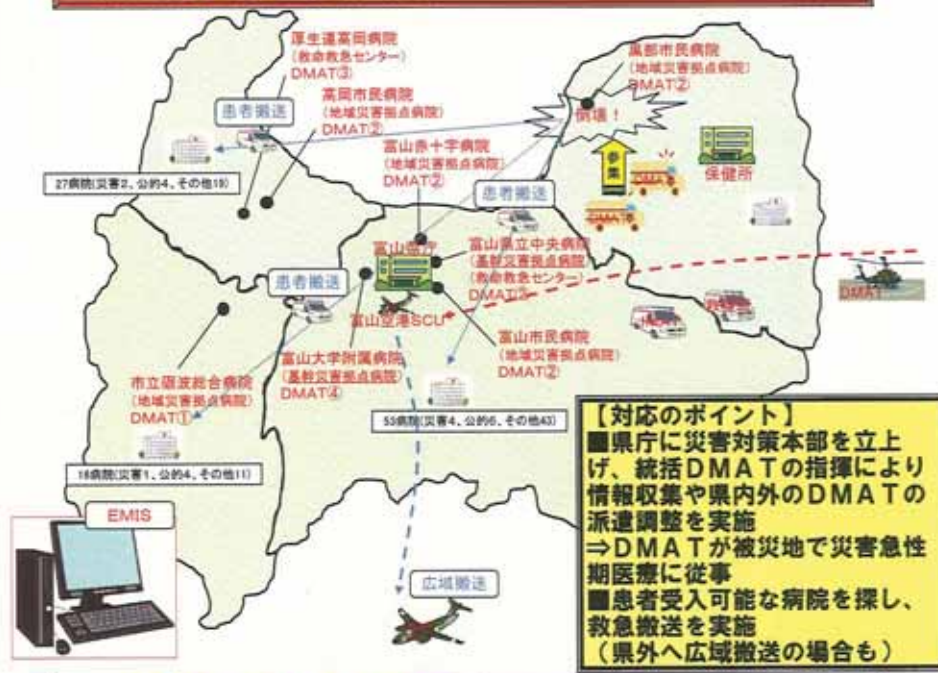 厚生連高岡病院
(救命救急センター)
DMAT③
患者搬送
高岡市民病院
(地域災害拠点病院)
DMAT②
黒部市民病院
(地域災害拠点病院)
DMAT②
倒壊!
富山赤十字病院
(地域災害拠点病院)
DMAT②
参集
DMAT
DMAT
保健所
27病院(災害2、公的4、その他19)
患者搬送
富山県庁
富山県立中央病院
(基幹災害拠点病院)
(救命救急センター)
患者搬送
富山空港SCU
DMAT
富山市民病院
(地域災害拠点病院)
DMAT②
富山大学附属病院
(基幹災害拠点病院)
DMAT④
市立砺波総合病院
(地域災害拠点病院)
DMAT①
53病院(災害4、公的6、その他43)
16病院(災害1、公的4、その他11)
【対応のポイント】
■県庁に災害対策本部を立上
げ、統括DMATの指揮により
情報収集や県内外のDMATの
派遣調整を実施
⇒DMATが被災地で災害急性
期医療に従事
■患者受入可能な病院を探し、
救急搬送を実施
(県外へ広域搬送の場合も)
EMIS
広域搬送